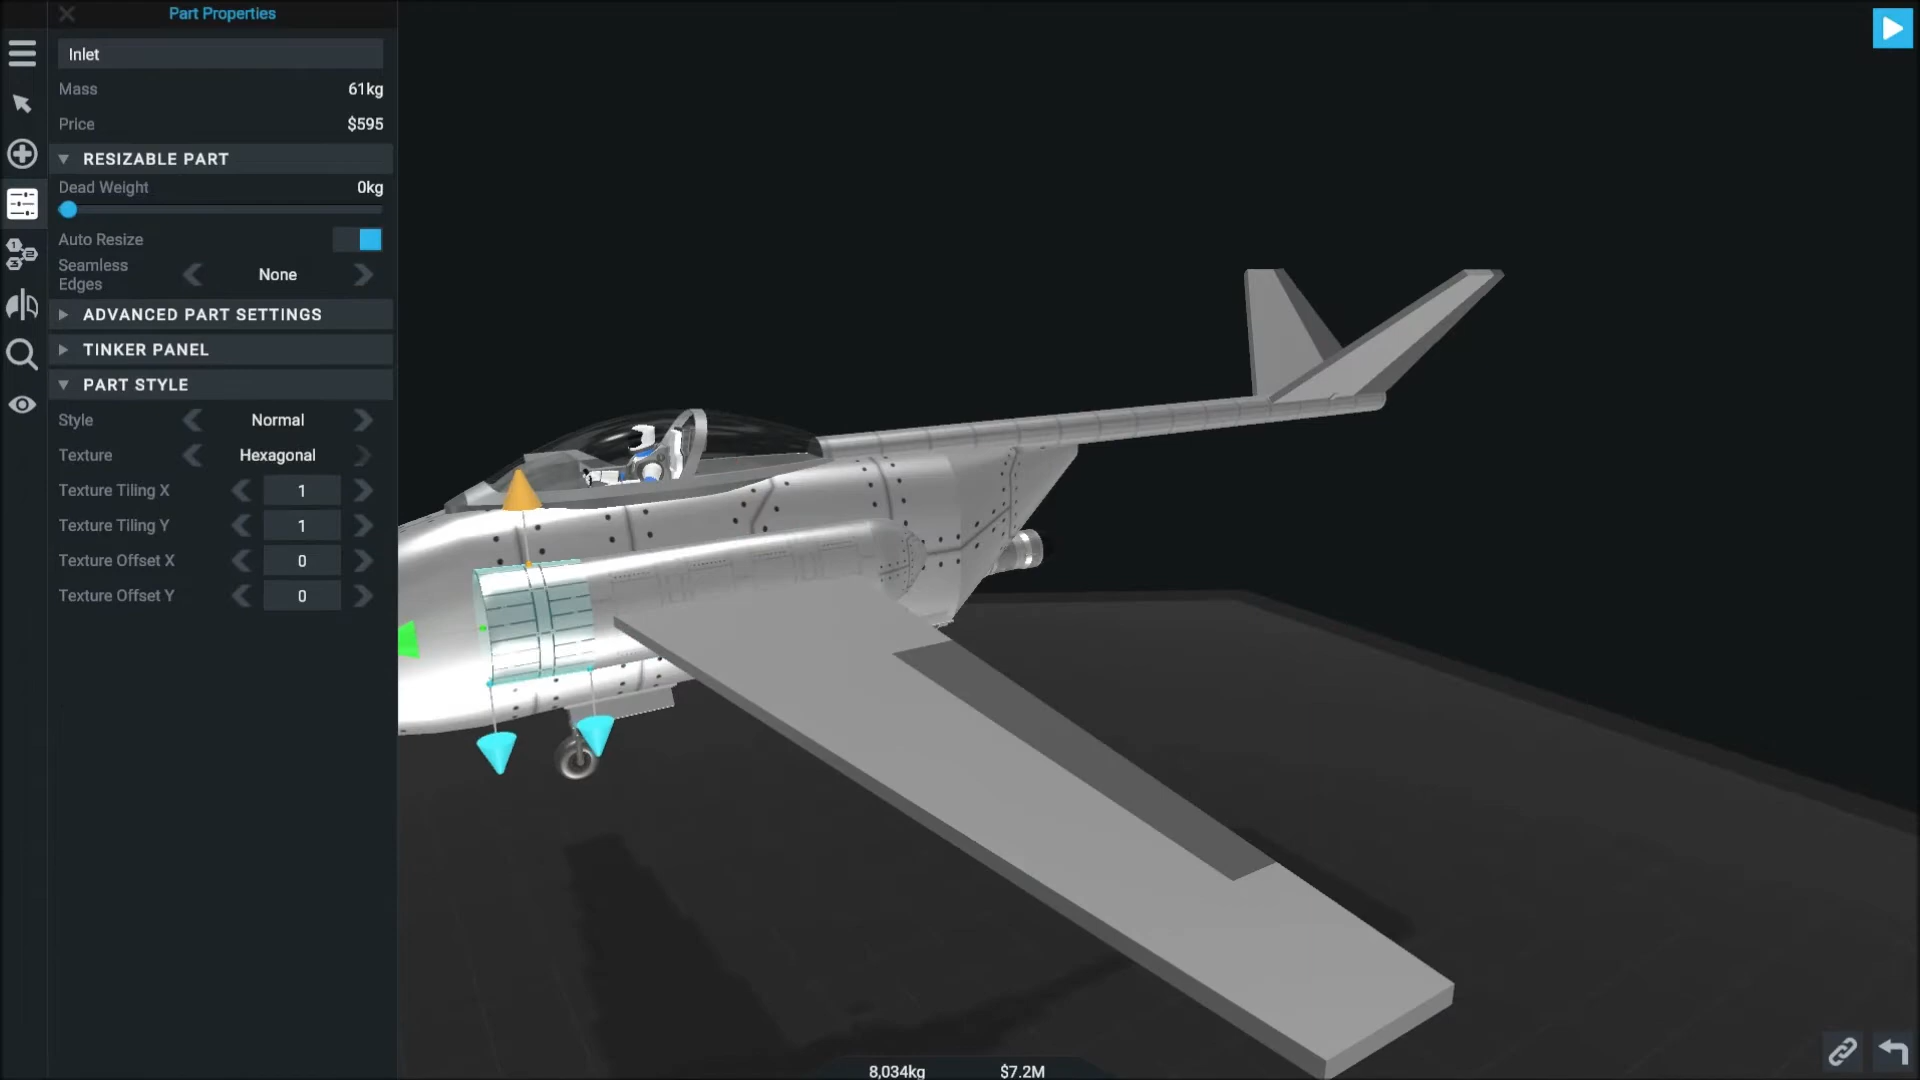 Part Properties
Inlet
Mass 61kg
Price $595
RESIZABLE PART
Dead Weight 0kg
Auto Resize
Seamless Edges None
ADVANCED PART SETTINGS
TINKER PANEL
PART STYLE
Style Normal
Texture Hexagonal
Texture Tiling X 1
Texture Tiling Y 1
Texture Offset X 0
Texture Offset Y 0
8,034kg $7.2M